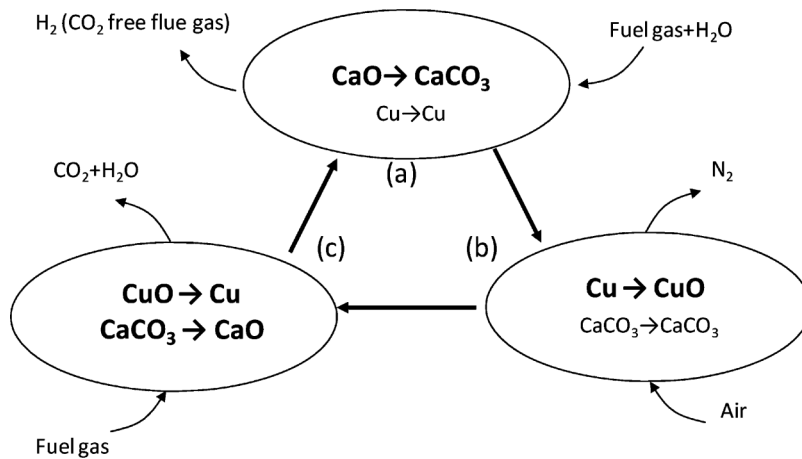 H₂ (CO₂ free flue gas)
Fuel gas+H₂O
CaO→CaCO₃
Cu→Cu
(a)
CO₂+H₂O
N₂
(c)
(b)
CuO→Cu
CaCO₃→CaO
Cu→CuO
CaCO₃→CaCO₃
Air
Fuel gas